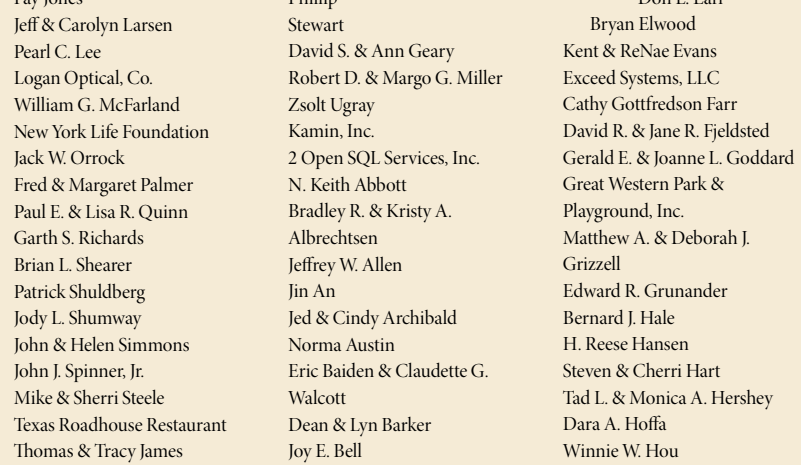 Fay Jones
Jeff & Carolyn Larsen
Pearl C. Lee
Logan Optical, Co.
William G. McFarland
New York Life Foundation
Jack W. Orrock
Fred & Margaret Palmer
Paul E. & Lisa R. Quinn
Garth S. Richards
Brian L. Shearer
Patrick Shuldberg
Jody L. Shumway
John & Helen Simmons
John J. Spinner, Jr.
Mike & Sherri Steele
Texas Roadhouse Restaurant
Thomas & Tracy James
Phillip
Stewart
David S. & Ann Geary
Robert D. & Margo G. Miller
Zsolt Ugray
Kamin, Inc.
2 Open SQL Services, Inc.
N. Keith Abbott
Bradley R. & Kristy A.
Albrechtsen
Jeffrey W. Allen
Jin An
Jed & Cindy Archibald
Norma Austin
Eric Baiden & Claudette G.
Walcott
Dean & Lyn Barker
Joy E. Bell
Don E. Earl
Bryan Elwood
Kent & ReNae Evans
Exceed Systems, LLC
Cathy Gottfredson Farr
David R. & Jane R. Fjeldsted
Gerald E. & Joanne L. Goddard
Great Western Park &
Playground, Inc.
Matthew A. & Deborah J.
Grizzell
Edward R. Grunander
Bernard J. Hale
H. Reese Hansen
Steven & Cherri Hart
Tad L. & Monica A. Hershey
Dara A. Hoffa
Winnie W. Hou